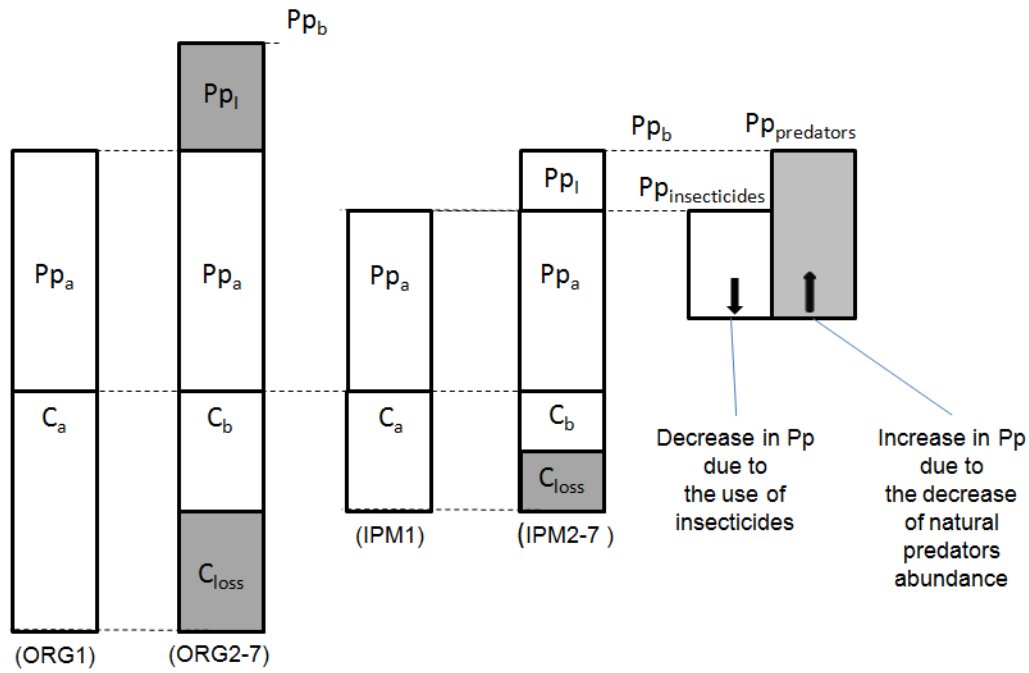 Pp_b
Pp_l
Pp_a
Pp_a
C_a
C_b
C_loss
(ORG1)
(ORG2-7)
Pp_b
Pp_predators
Pp_l
Pp_insecticides
Pp_a
Pp_a
C_a
C_b
C_loss
(IPM1)
(IPM2-7 )
Decrease in Pp
due to
the use of
insecticides
Increase in Pp
due to
the decrease
of natural
predators
abundance